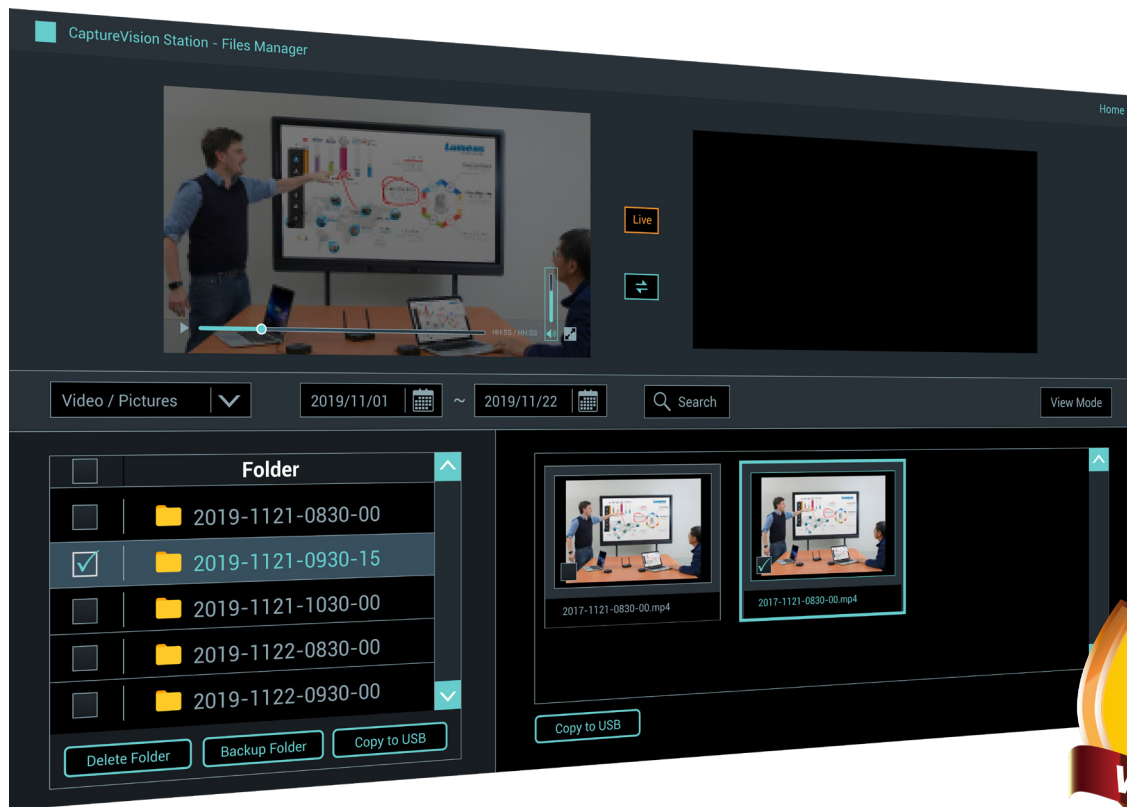 CaptureVision Station - Files Manager
Home
Lumens
Live
HH:SS / HH:SS
Video / Pictures
2019/11/01 ~ 2019/11/22
Search
View Mode
Folder
2019-1121-0830-00
2019-1121-0930-15
2019-1121-1030-00
2019-1122-0830-00
2019-1122-0930-00
Delete Folder
Backup Folder
Copy to USB
2017-1121-0830-00.mp4
2017-1121-0830-00.mp4
Copy to USB